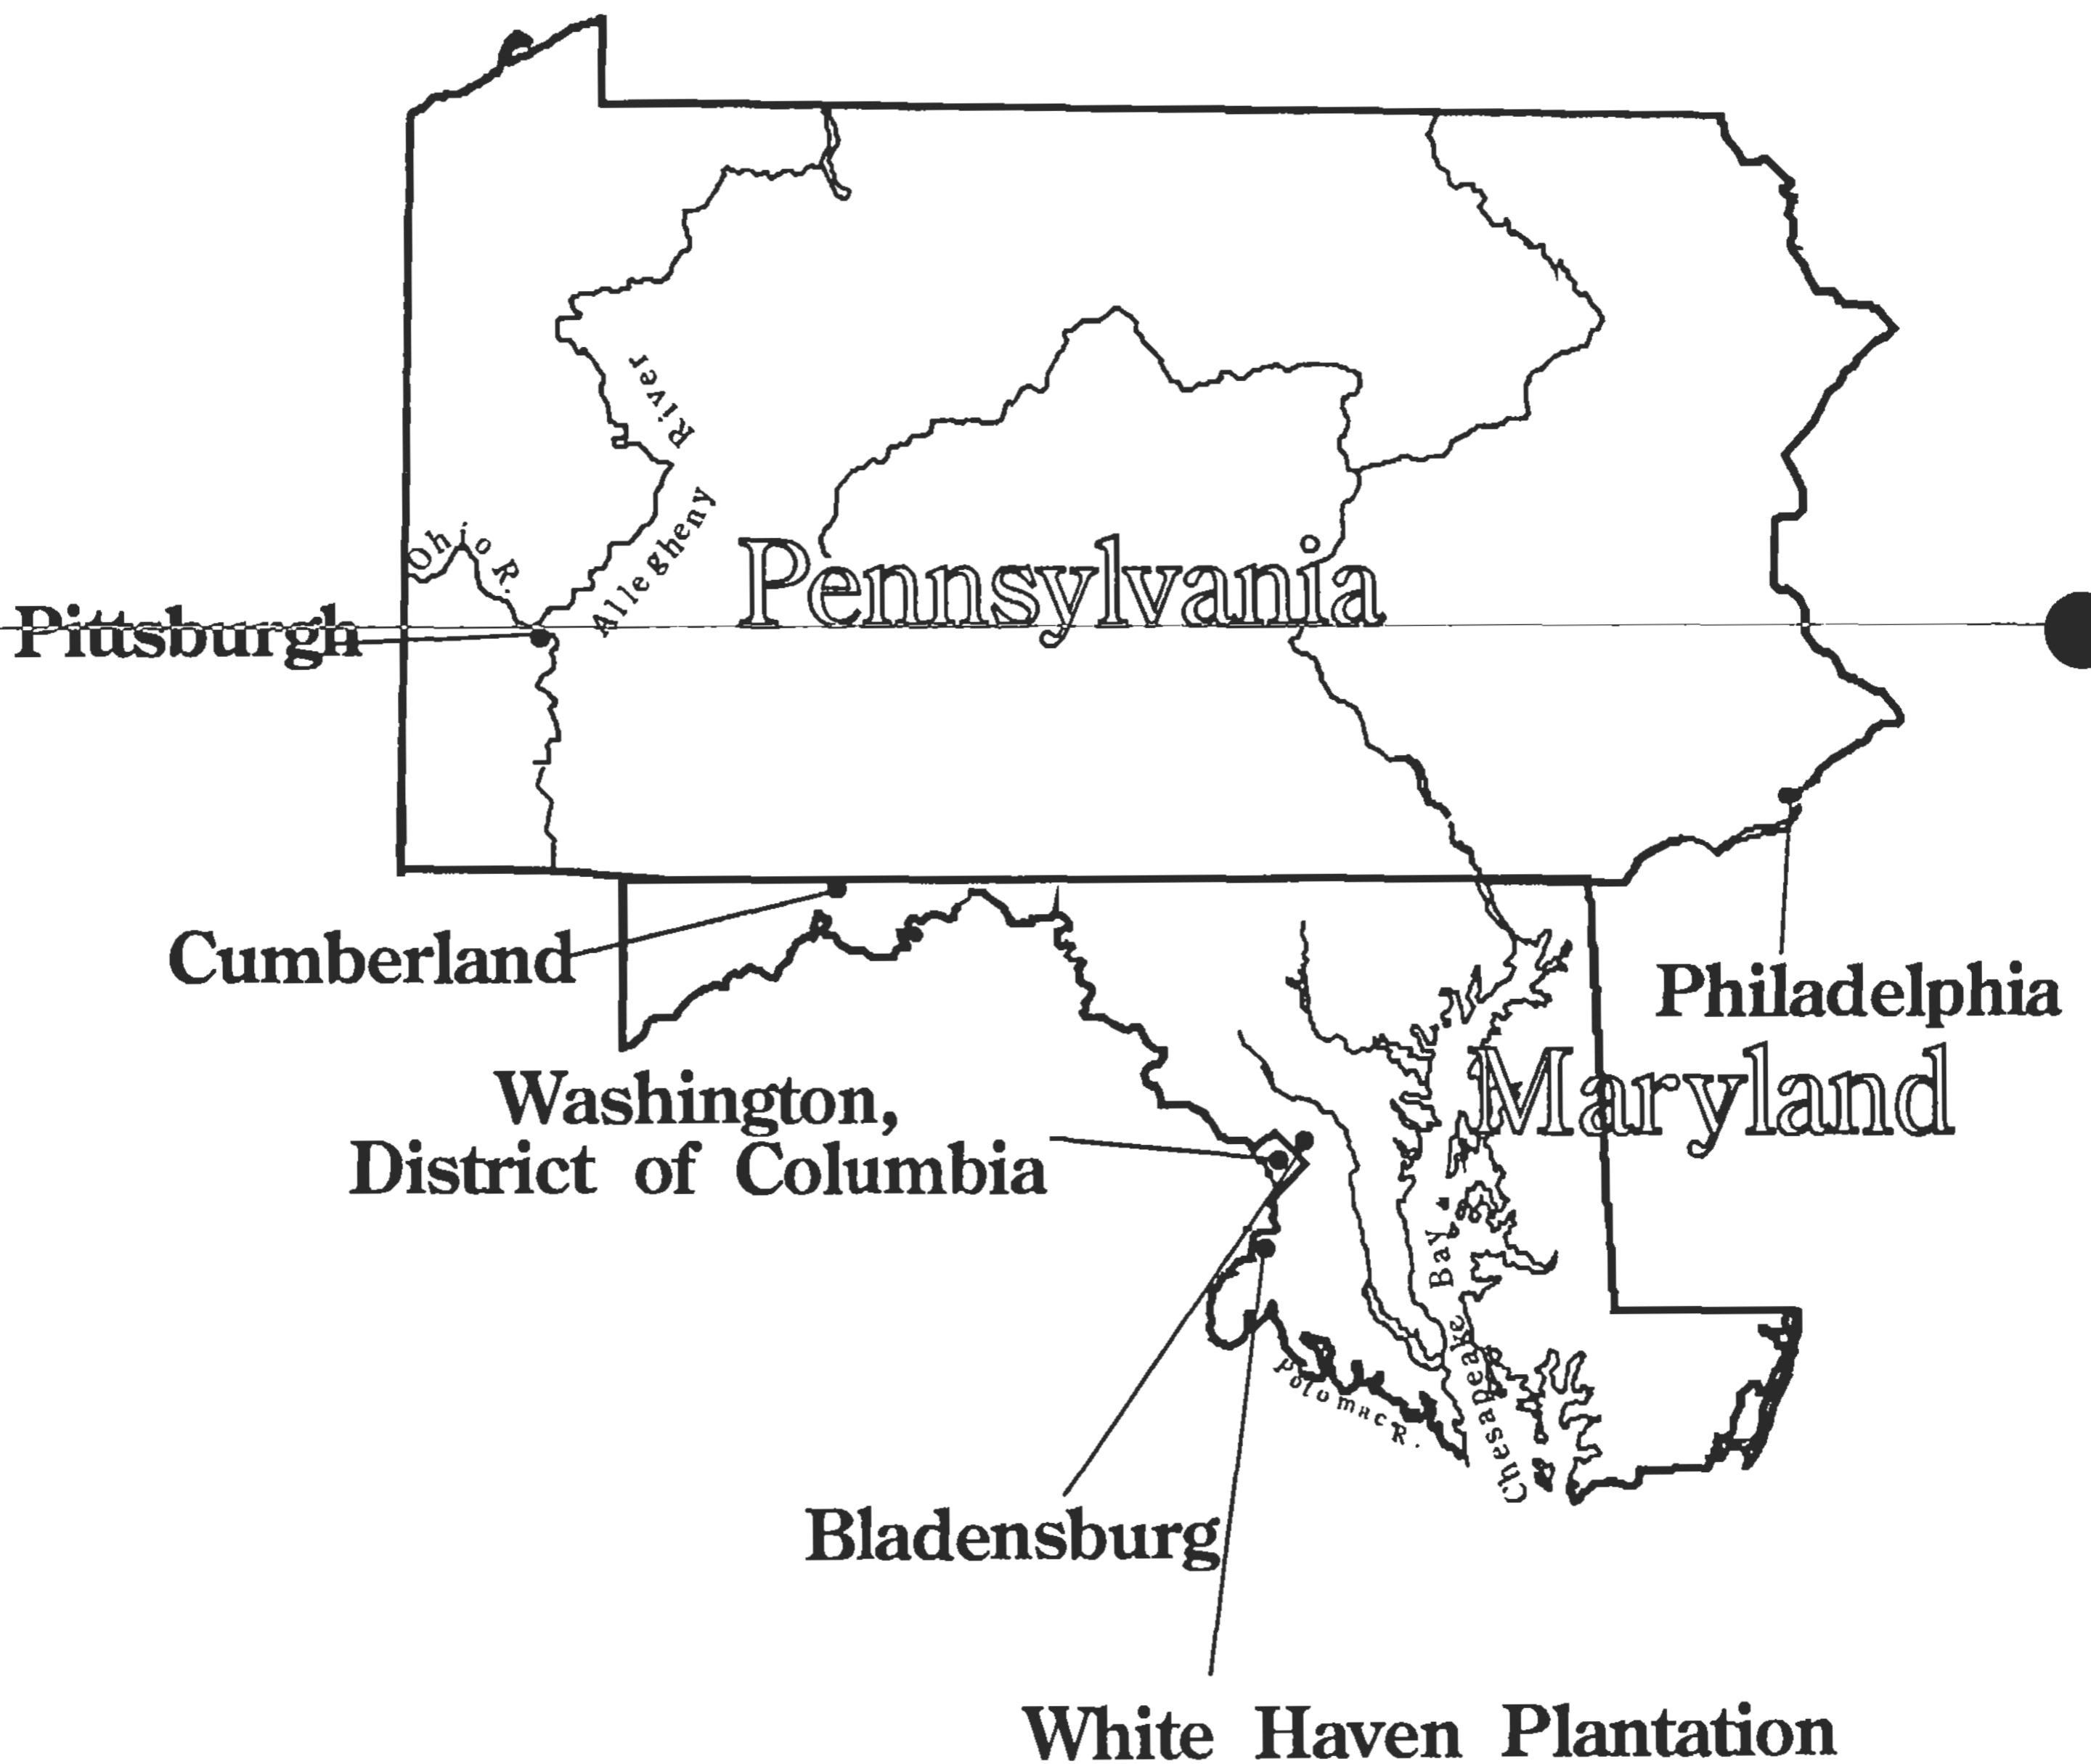 Allegheny River
Ohio R.
Pennsylvania
Pittsburgh
Cumberland
Philadelphia
Maryland
Washington,
District of Columbia
Chesapeake Bay
Potomac R.
Bladensburg
White Haven Plantation